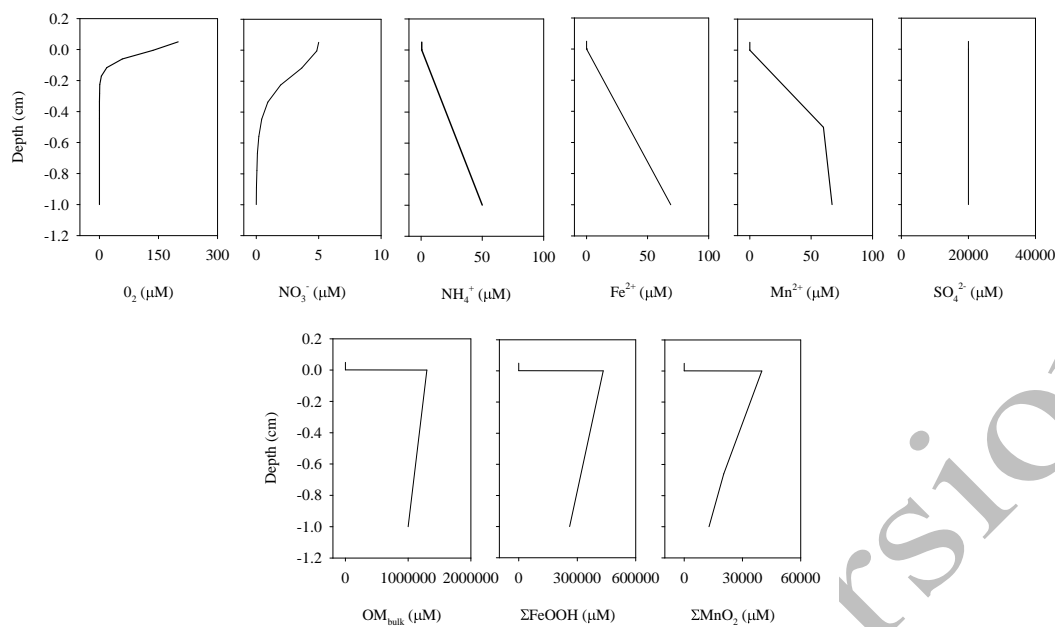 0.2
0.0
-0.2
-0.4
-0.6
-0.8
-1.0
-1.2
Depth (cm)
0 150 300
0 5 10
0 50 100
0 50 100
0 50 100
0 20000 40000
0₂ (μM)
NO₃⁻ (μM)
NH₄⁺ (μM)
Fe²⁺ (μM)
Mn²⁺ (μM)
SO₄²⁻ (μM)
0.2
0.0
-0.2
-0.4
-0.6
-0.8
-1.0
-1.2
Depth (cm)
0 1000000 2000000
0 300000 600000
0 30000 60000
OM_bulk (μM)
ΣFeOOH (μM)
ΣMnO₂ (μM)
rsio